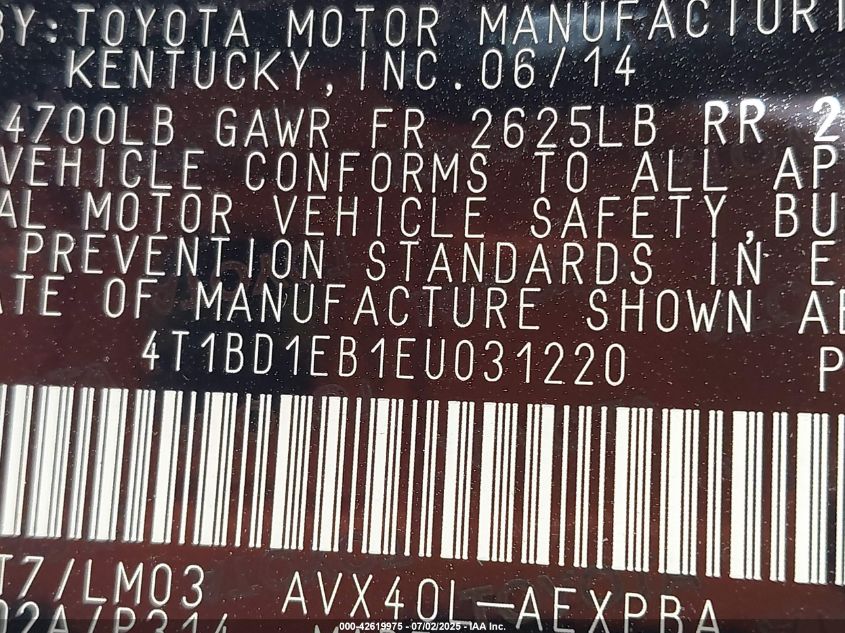 BY:TOYOTA MOTOR MANUFACTURI
KENTUCKY,INC.06/14
4700LB GAWR FR 2625LB RR 2
VEHICLE CONFORMS TO ALL AP
AL MOTOR VEHICLE SAFETY,BU
PREVENTION STANDARDS IN E
ATE OF MANUFACTURE SHOWN AB
4T1BD1EB1EU031220 P
T7/LM03 AVX40L-AEXPBA
02A/P314
000-42619975 - 07/02/2025 - IAA Inc.